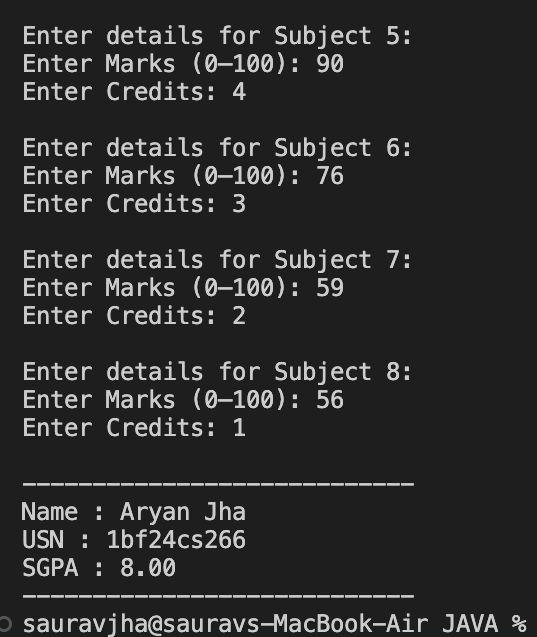 Enter details for Subject 5:
Enter Marks (0–100): 90
Enter Credits: 4

Enter details for Subject 6:
Enter Marks (0–100): 76
Enter Credits: 3

Enter details for Subject 7:
Enter Marks (0–100): 59
Enter Credits: 2

Enter details for Subject 8:
Enter Marks (0–100): 56
Enter Credits: 1

----------------------------
Name : Aryan Jha
USN : 1bf24cs266
SGPA : 8.00
----------------------------
sauravjha@sauravs-MacBook-Air JAVA %